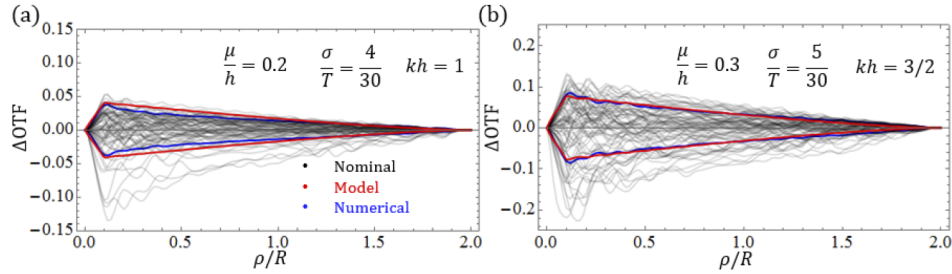 (a)
ΔOTF
0.15
0.10
0.05
0.00
−0.05
−0.10
−0.15
μ/h = 0.2 σ/T = 4/30 kh = 1
Nominal
Model
Numerical
0.0 0.5 1.0 1.5 2.0
ρ/R
(b)
ΔOTF
0.2
0.1
0.0
−0.1
−0.2
μ/h = 0.3 σ/T = 5/30 kh = 3/2
0.0 0.5 1.0 1.5 2.0
ρ/R